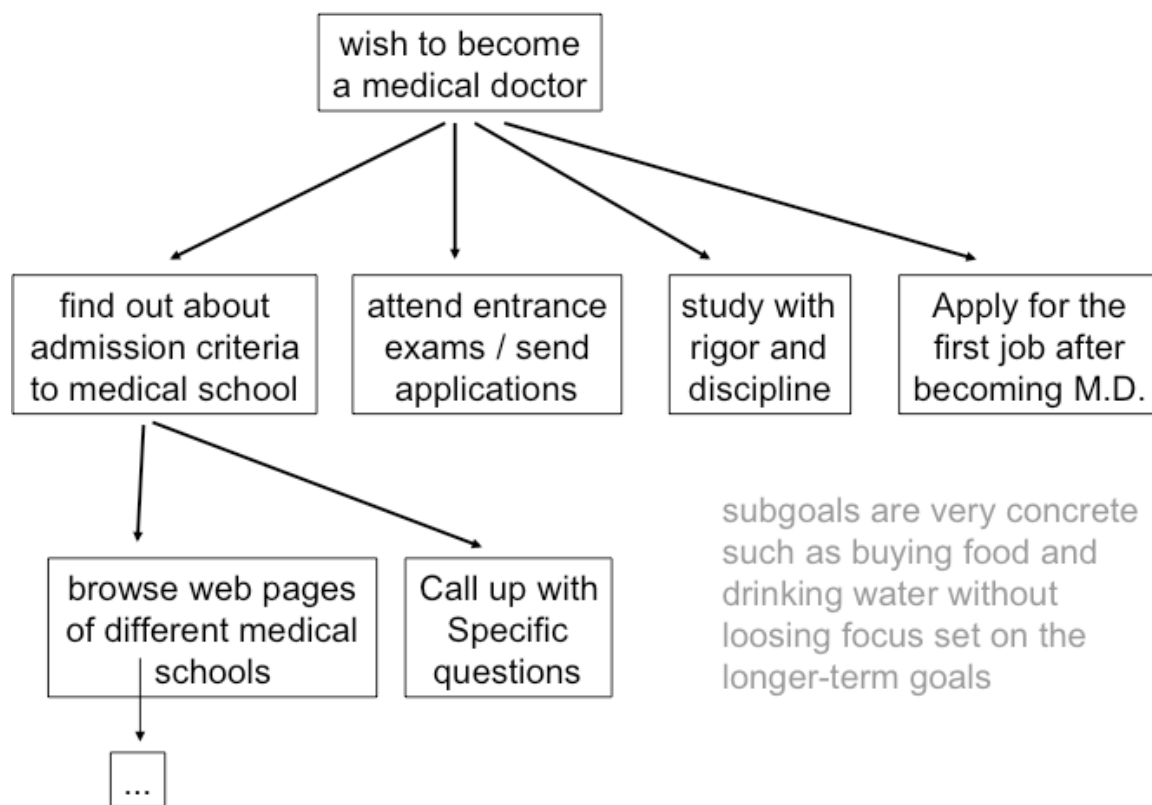 wish to become
a medical doctor
find out about
admission criteria
to medical school
attend entrance
exams / send
applications
study with
rigor and
discipline
Apply for the
first job after
becoming M.D.
browse web pages
of different medical
schools
Call up with
Specific
questions
subgoals are very concrete
such as buying food and
drinking water without
loosing focus set on the
longer-term goals
...